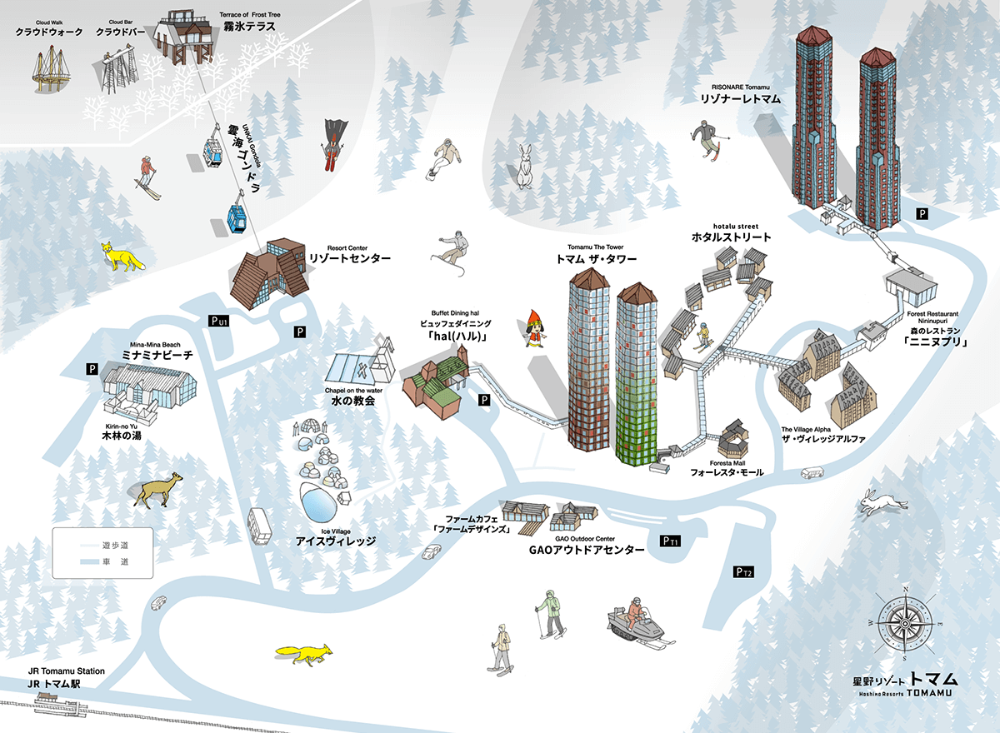 Cloud Walk
クラウドウォーク
Cloud Bar
クラウドバー
Terrace of Frost Tree
霧氷テラス
UNKAI Gondola
雲海ゴンドラ
RISONARE Tomamu
リゾナーレトマム
P
hotalu street
ホタルストリート
Resort Center
リゾートセンター
Tomamu The Tower
トマム ザ・タワー
Buffet Dining hal
ビュッフェダイニング
「hal(ハル)」
Forest Restaurant
Nininupuri
森のレストラン
「ニニヌプリ」
P U1
P
Mina-Mina Beach
ミナミナビーチ
P
Chapel on the water
水の教会
P
Kirin-no Yu
木林の湯
The Village Alpha
ザ・ヴィレッジアルファ
Foresta Mall
フォーレスタ・モール
Ice Village
アイスヴィレッジ
ファームカフェ
「ファームデザインズ」
GAO Outdoor Center
GAOアウトドアセンター
P T1
P T2
遊歩道
車 道
N
W
E
S
JR Tomamu Station
JR トマム駅
星野リゾート トマム
Hoshino Resorts TOMAMU